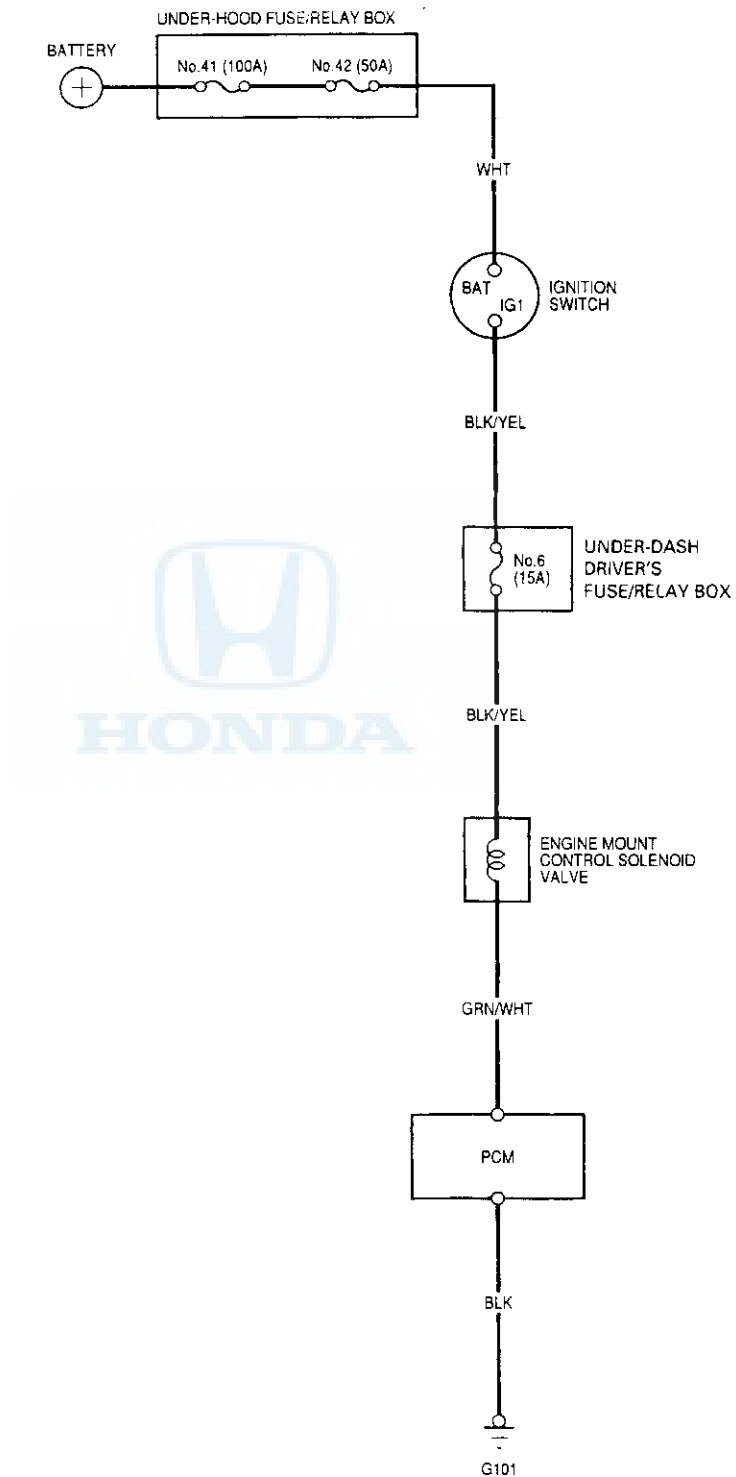 UNDER-HOOD FUSE/RELAY BOX
BATTERY
No.41 (100A)
No.42 (50A)
WHT
BAT
IG1
IGNITION
SWITCH
BLK/YEL
No.6
(15A)
UNDER-DASH
DRIVER'S
FUSE/RELAY BOX
HONDA
BLK/YEL
ENGINE MOUNT
CONTROL SOLENOID
VALVE
GRN/WHT
PCM
BLK
G101